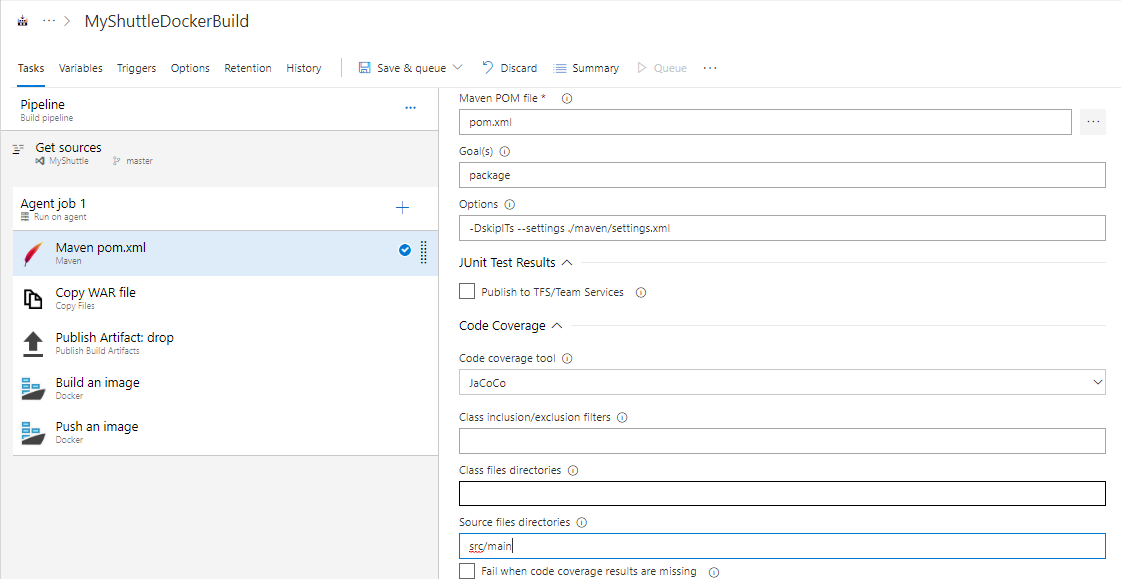 ··· > MyShuttleDockerBuild
Tasks Variables Triggers Options Retention History Save & queue Discard Summary Queue ···
Pipeline ···
Build pipeline
Get sources
MyShuttle master
Agent job 1 +
Run on agent
Maven pom.xml
Maven
Copy WAR file
Copy Files
Publish Artifact: drop
Publish Build Artifacts
Build an image
Docker
Push an image
Docker
Maven POM file *
pom.xml ···
Goal(s)
package
Options
-DskipITs --settings ./maven/settings.xml
JUnit Test Results
Publish to TFS/Team Services
Code Coverage
Code coverage tool
JaCoCo
Class inclusion/exclusion filters
Class files directories
Source files directories
src/main
Fail when code coverage results are missing